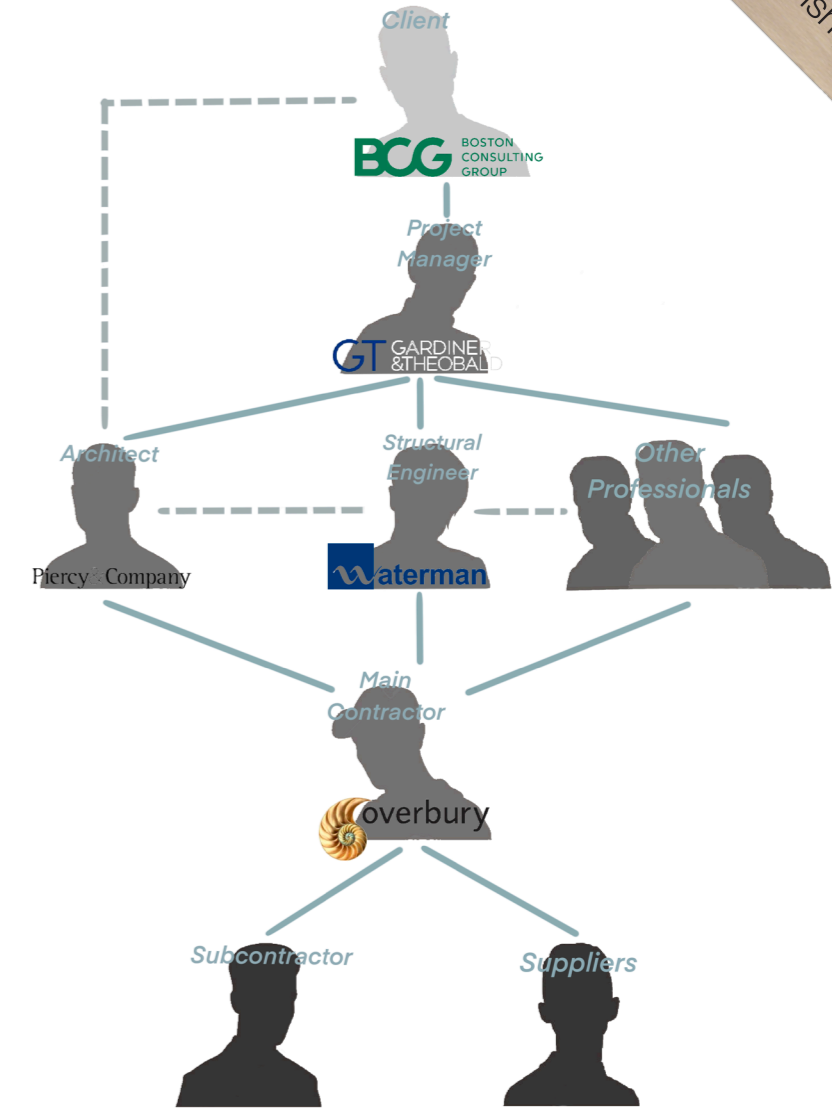 Client
BCG BOSTON
CONSULTING
GROUP
Project
Manager
GT GARDINER
&THEOBALD
Architect
Structural
Engineer
Other
Professionals
Piercy & Company
waterman
Main
Contractor
overbury
Subcontractor
Suppliers